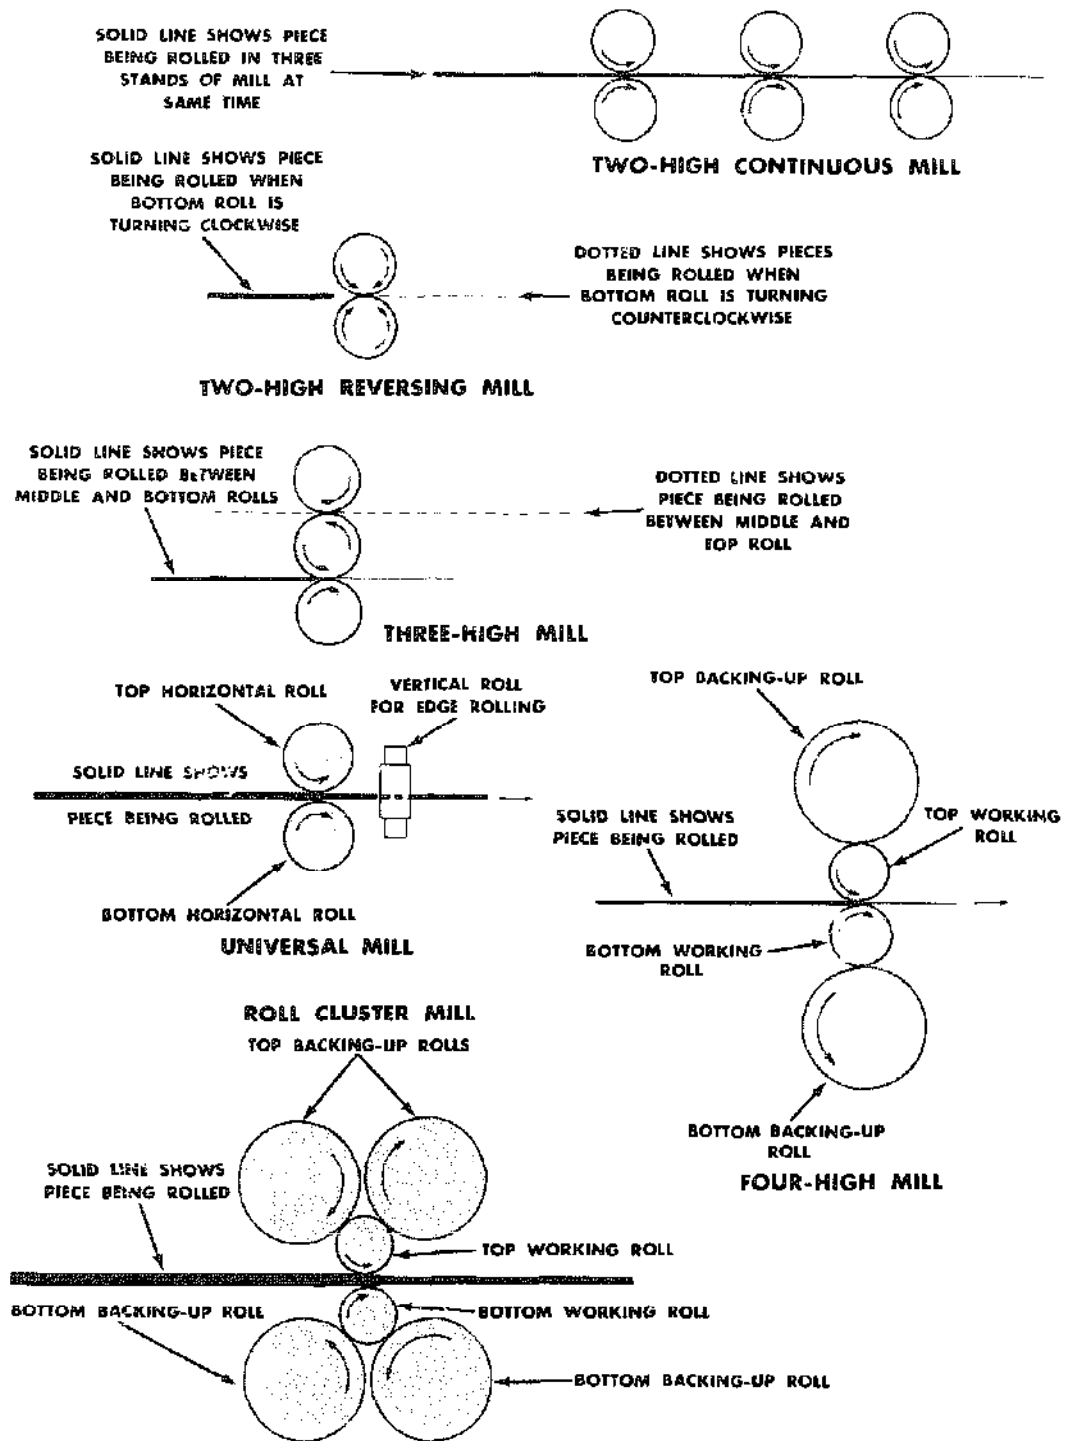 SOLID LINE SHOWS PIECE
BEING ROLLED IN THREE
STANDS OF MILL AT
SAME TIME
TWO-HIGH CONTINUOUS MILL
SOLID LINE SHOWS PIECE
BEING ROLLED WHEN
BOTTOM ROLL IS
TURNING CLOCKWISE
DOTTED LINE SHOWS PIECES
BEING ROLLED WHEN
BOTTOM ROLL IS TURNING
COUNTERCLOCKWISE
TWO-HIGH REVERSING MILL
SOLID LINE SHOWS PIECE
BEING ROLLED BETWEEN
MIDDLE AND BOTTOM ROLLS
DOTTED LINE SHOWS
PIECE BEING ROLLED
BETWEEN MIDDLE AND
TOP ROLL
THREE-HIGH MILL
TOP HORIZONTAL ROLL
VERTICAL ROLL
FOR EDGE ROLLING
SOLID LINE SHOWS
PIECE BEING ROLLED
BOTTOM HORIZONTAL ROLL
UNIVERSAL MILL
TOP BACKING-UP ROLL
SOLID LINE SHOWS
PIECE BEING ROLLED
TOP WORKING
ROLL
BOTTOM WORKING
ROLL
BOTTOM BACKING-UP
ROLL
FOUR-HIGH MILL
ROLL CLUSTER MILL
TOP BACKING-UP ROLLS
SOLID LINE SHOWS
PIECE BEING ROLLED
TOP WORKING ROLL
BOTTOM BACKING-UP ROLL
BOTTOM WORKING ROLL
BOTTOM BACKING-UP ROLL